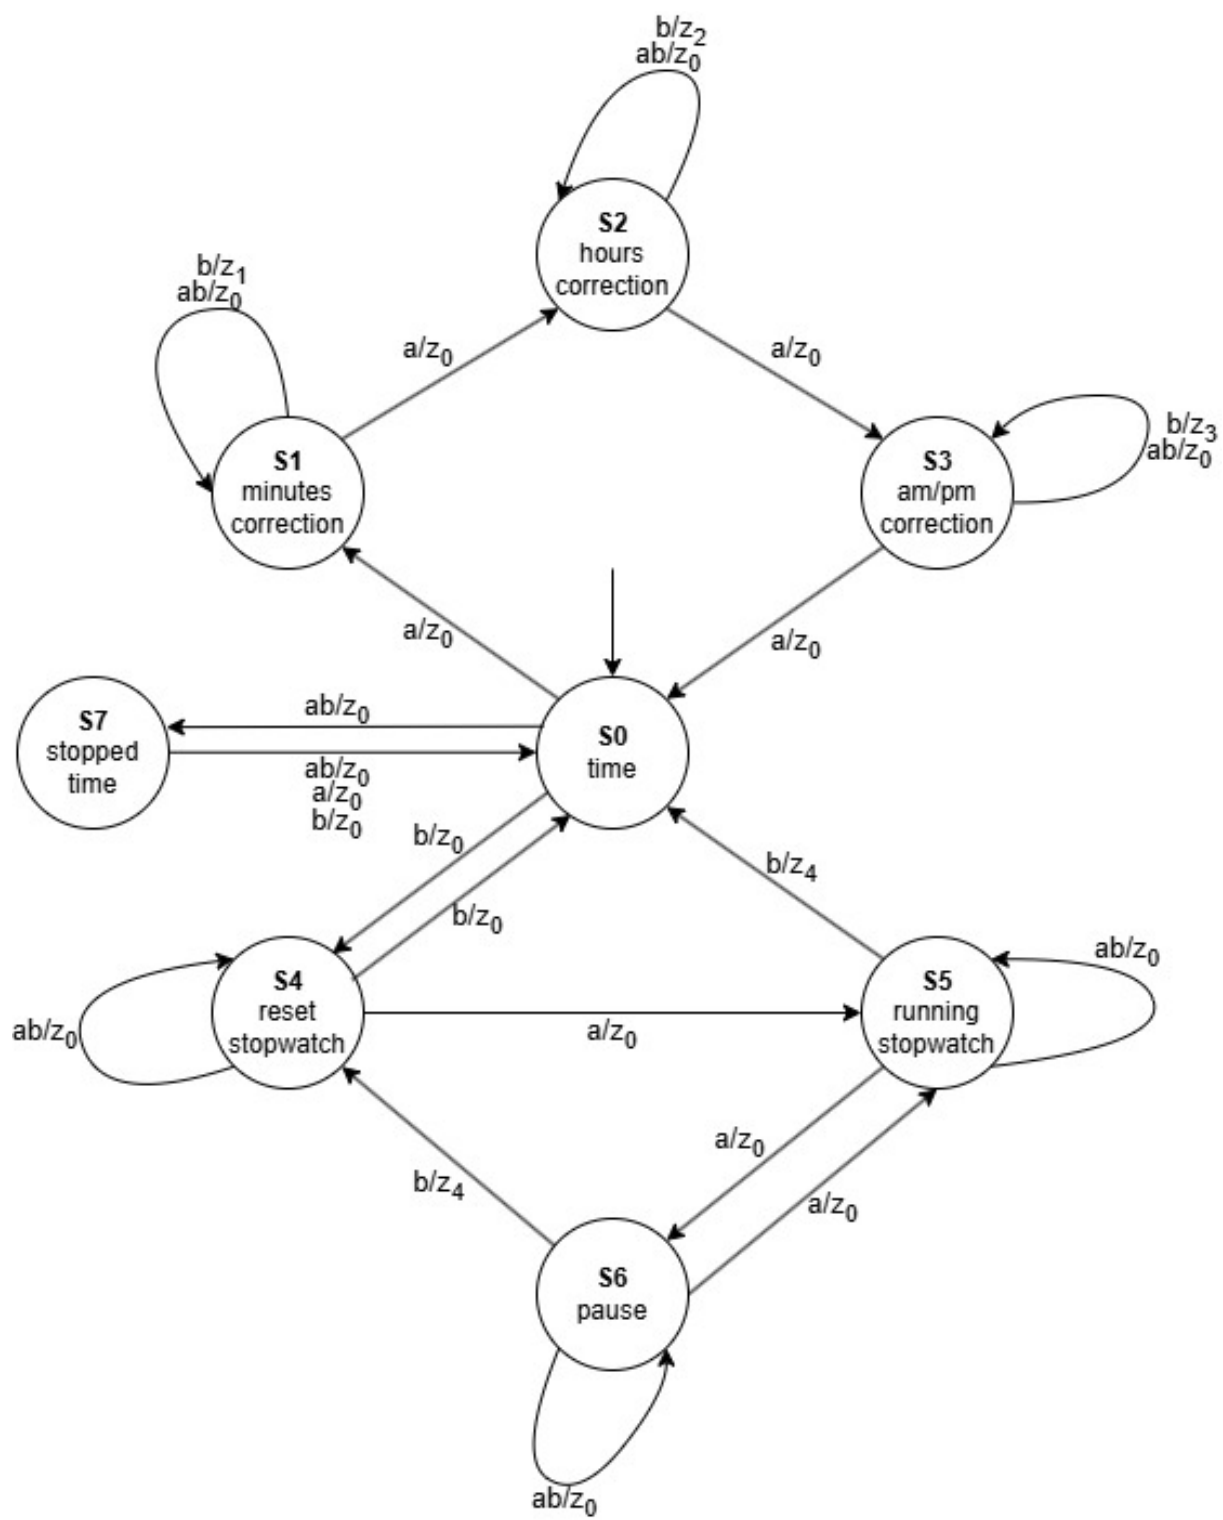 b/z₂
ab/z₀
S2
hours
correction
b/z₁
ab/z₀
a/z₀
a/z₀
b/z₃
ab/z₀
S1
minutes
correction
S3
am/pm
correction
a/z₀
a/z₀
ab/z₀
S7
stopped
time
S0
time
ab/z₀
a/z₀
b/z₀
b/z₀
b/z₄
b/z₀
ab/z₀
S4
reset
stopwatch
S5
running
stopwatch
ab/z₀
a/z₀
a/z₀
b/z₄
a/z₀
S6
pause
ab/z₀